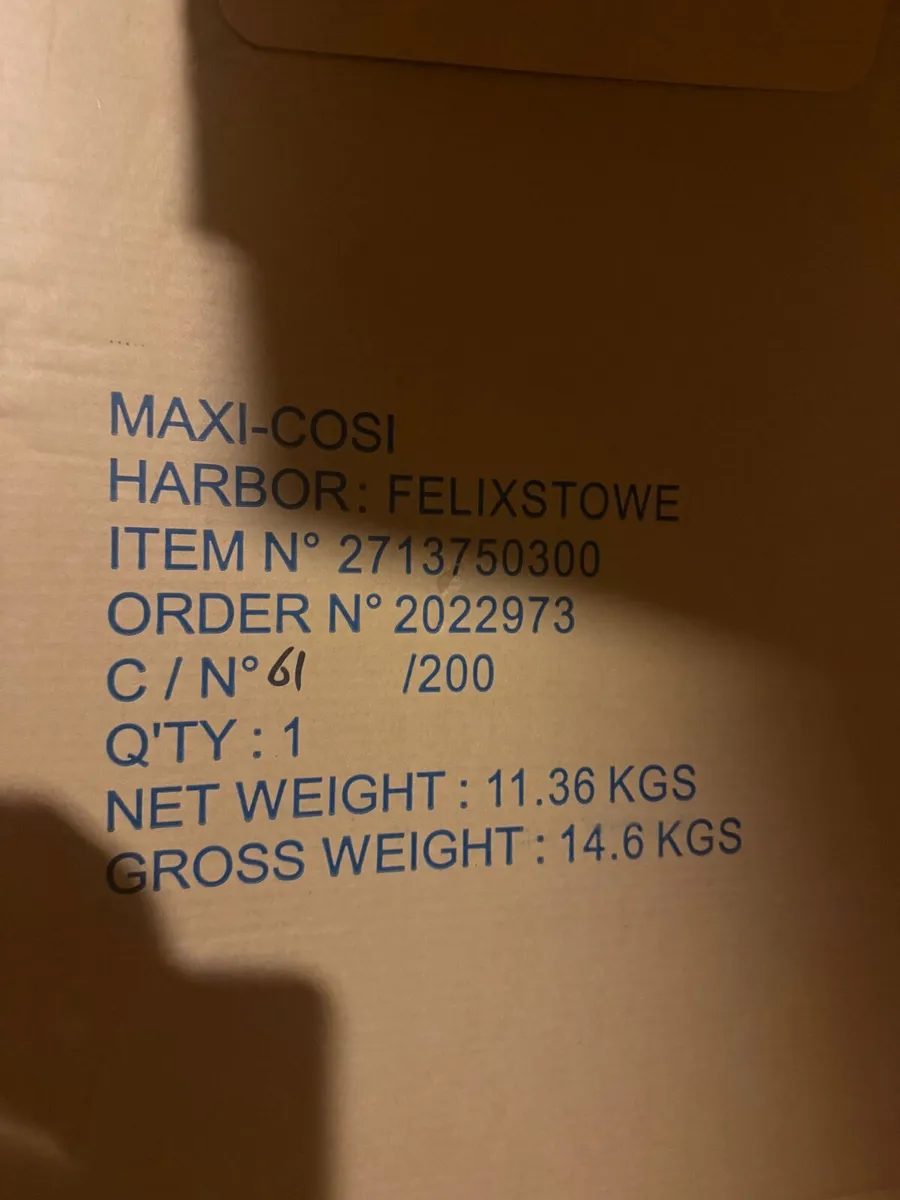 MAXI-COSI
HARBOR: FELIXSTOWE
ITEM N° 2713750300
ORDER N° 2022973
C / N° 61 /200
Q'TY : 1
NET WEIGHT : 11.36 KGS
GROSS WEIGHT : 14.6 KGS